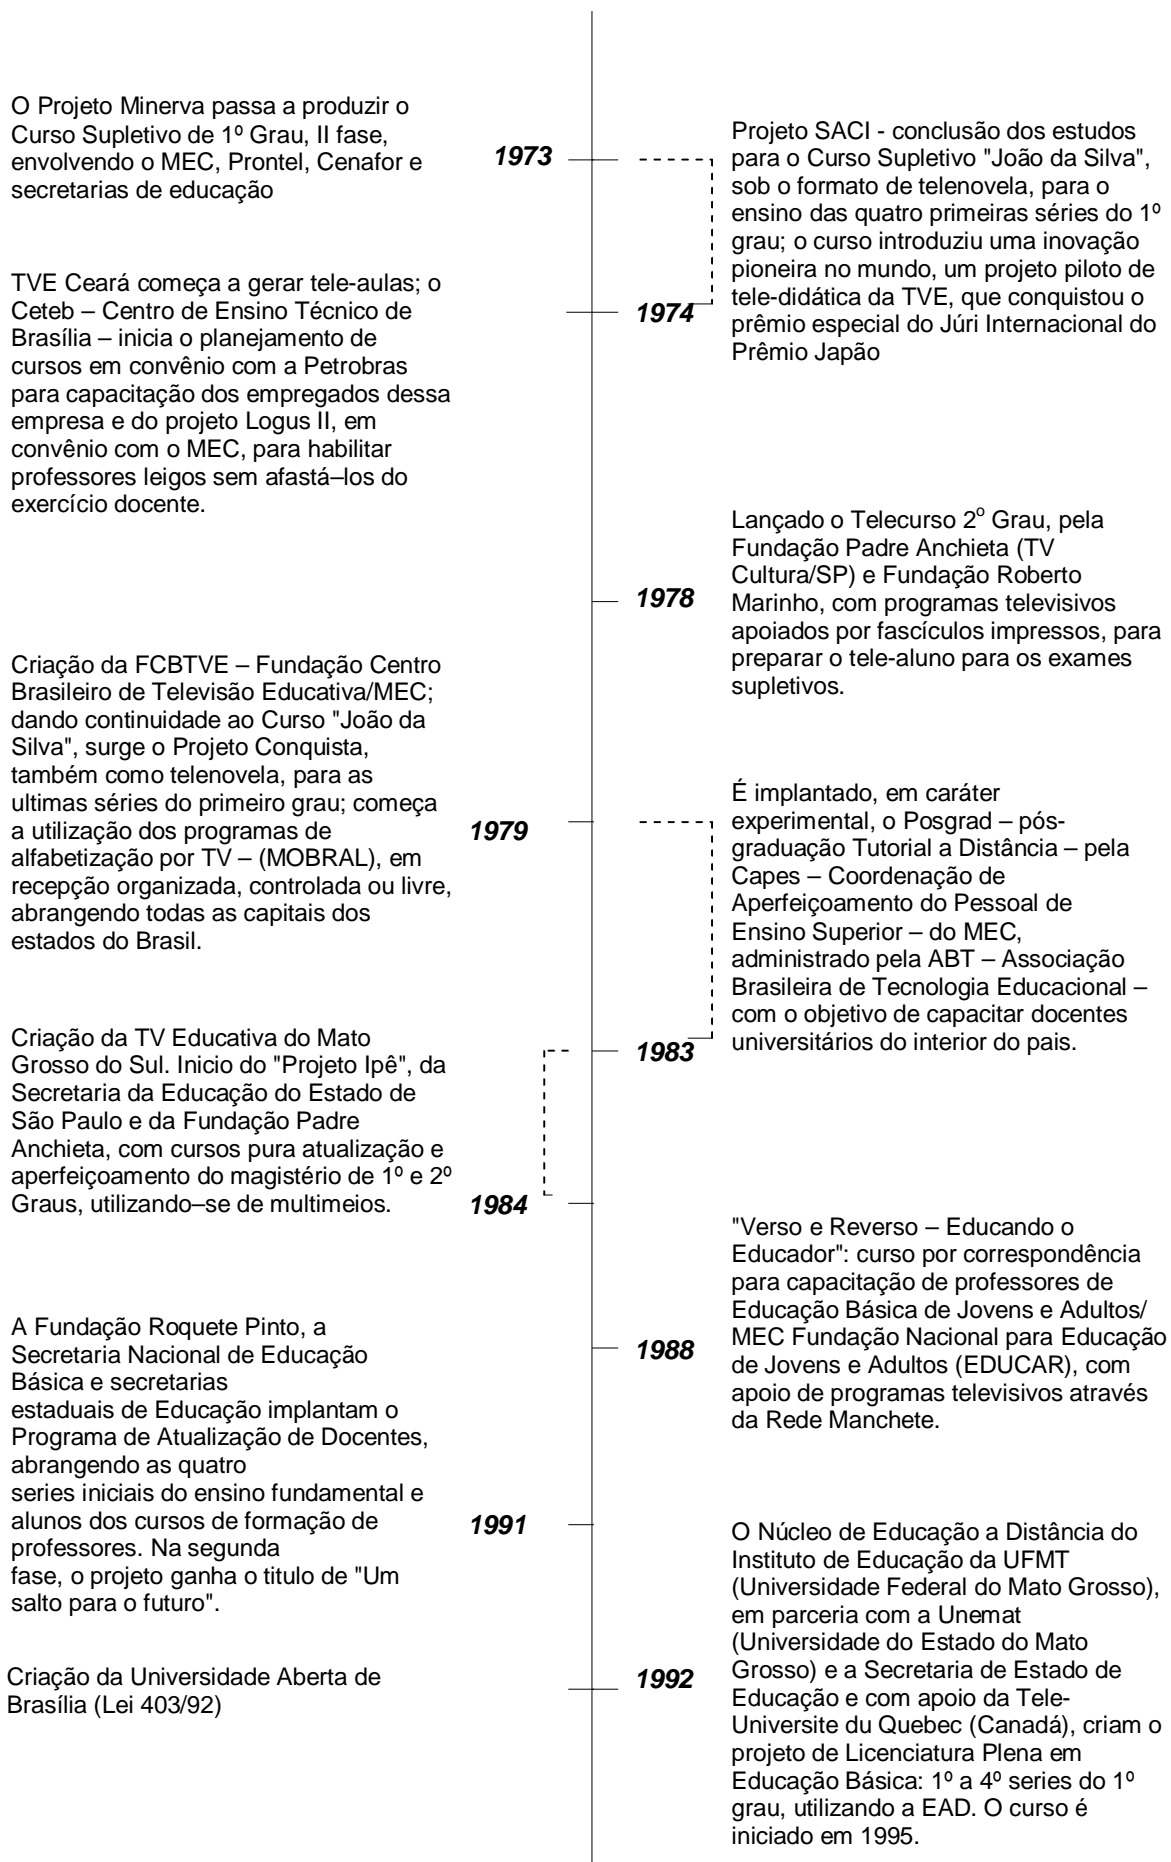 O Projeto Minerva passa a produzir o
Curso Supletivo de 1º Grau, II fase,
envolvendo o MEC, Prontel, Cenafor e
secretarias de educação
1973
Projeto SACI - conclusão dos estudos
para o Curso Supletivo "João da Silva",
sob o formato de telenovela, para o
ensino das quatro primeiras séries do 1º
grau; o curso introduziu uma inovação
pioneira no mundo, um projeto piloto de
tele-didática da TVE, que conquistou o
prêmio especial do Júri Internacional do
Prêmio Japão
TVE Ceará começa a gerar tele-aulas; o
Ceteb – Centro de Ensino Técnico de
Brasília – inicia o planejamento de
cursos em convênio com a Petrobras
para capacitação dos empregados dessa
empresa e do projeto Logus II, em
convênio com o MEC, para habilitar
professores leigos sem afastá–los do
exercício docente.
1974
Lançado o Telecurso 2º Grau, pela
Fundação Padre Anchieta (TV
Cultura/SP) e Fundação Roberto
Marinho, com programas televisivos
apoiados por fascículos impressos, para
preparar o tele-aluno para os exames
supletivos.
1978
Criação da FCBTVE – Fundação Centro
Brasileiro de Televisão Educativa/MEC;
dando continuidade ao Curso "João da
Silva", surge o Projeto Conquista,
também como telenovela, para as
ultimas séries do primeiro grau; começa
a utilização dos programas de
alfabetização por TV – (MOBRAL), em
recepção organizada, controlada ou livre,
abrangendo todas as capitais dos
estados do Brasil.
1979
É implantado, em caráter
experimental, o Posgrad – pós-
graduação Tutorial a Distância – pela
Capes – Coordenação de
Aperfeiçoamento do Pessoal de
Ensino Superior – do MEC,
administrado pela ABT – Associação
Brasileira de Tecnologia Educacional –
com o objetivo de capacitar docentes
universitários do interior do pais.
1983
Criação da TV Educativa do Mato
Grosso do Sul. Inicio do "Projeto Ipê", da
Secretaria da Educação do Estado de
São Paulo e da Fundação Padre
Anchieta, com cursos pura atualização e
aperfeiçoamento do magistério de 1º e 2º
Graus, utilizando–se de multimeios.
1984
"Verso e Reverso – Educando o
Educador": curso por correspondência
para capacitação de professores de
Educação Básica de Jovens e Adultos/
MEC Fundação Nacional para Educação
de Jovens e Adultos (EDUCAR), com
apoio de programas televisivos através
da Rede Manchete.
1988
A Fundação Roquete Pinto, a
Secretaria Nacional de Educação
Básica e secretarias
estaduais de Educação implantam o
Programa de Atualização de Docentes,
abrangendo as quatro
series iniciais do ensino fundamental e
alunos dos cursos de formação de
professores. Na segunda
fase, o projeto ganha o titulo de "Um
salto para o futuro".
1991
O Núcleo de Educação a Distância do
Instituto de Educação da UFMT
(Universidade Federal do Mato Grosso),
em parceria com a Unemat
(Universidade do Estado do Mato
Grosso) e a Secretaria de Estado de
Educação e com apoio da Tele-
Universite du Quebec (Canadá), criam o
projeto de Licenciatura Plena em
Educação Básica: 1º a 4º series do 1º
grau, utilizando a EAD. O curso é
iniciado em 1995.
Criação da Universidade Aberta de
Brasília (Lei 403/92)
1992